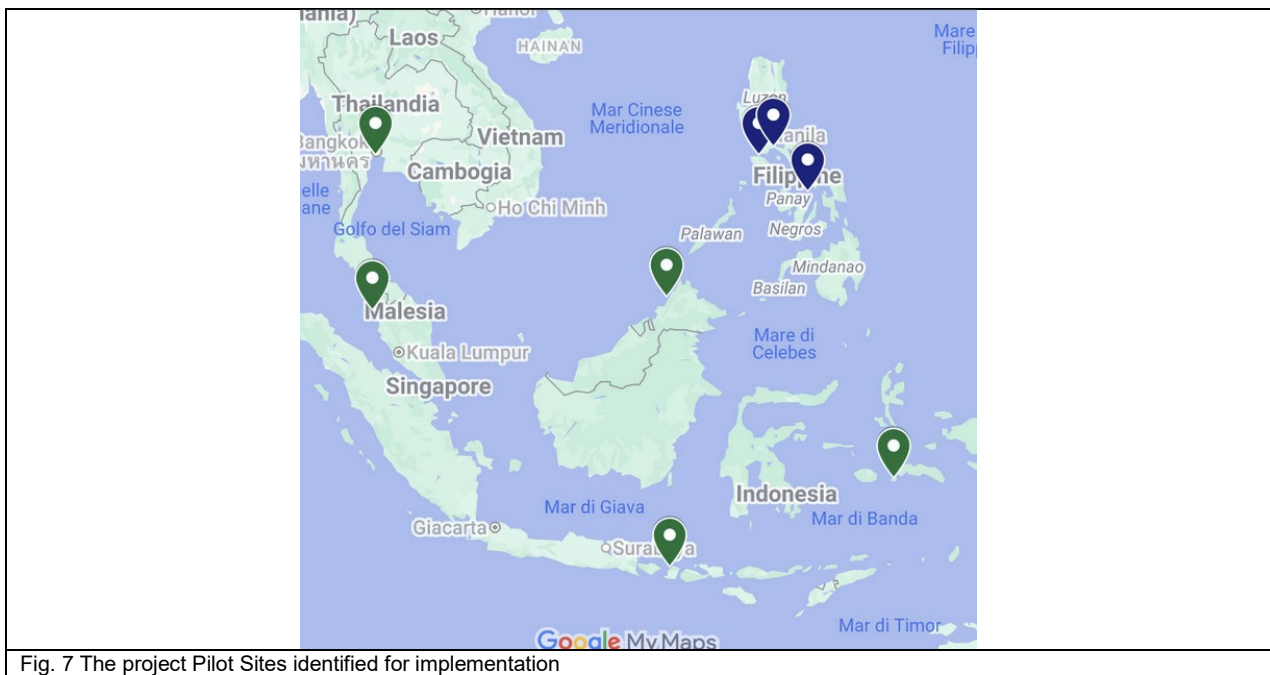 Laos
HAINAN
Mare
Filip
Thailandia
Luzon
Mar Cinese
Meridionale
Bangkok
Vietnam
Manila
Cambogia
Filippine
Ho Chi Minh
Panay
Golfo del Siam
Palawan
Negros
Mindanao
Basilan
Malesia
Mare di
Celebes
Kuala Lumpur
Singapore
Indonesia
Mar di Giava
Mar di Banda
Giacarta
Surabaya
Mar di Timor
Google My Maps
Fig. 7 The project Pilot Sites identified for implementation